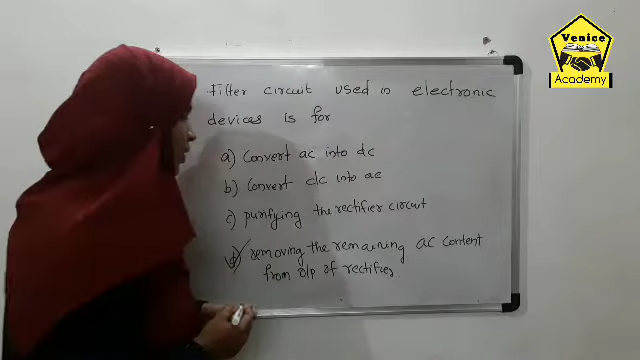 Venice
Academy
Filter circuit used in electronic
devices is for
a) Convert ac into dc
b) Convert dc into ac
c) purifying the rectifier circuit
d) removing the remaining AC content
from o/p of rectifier.